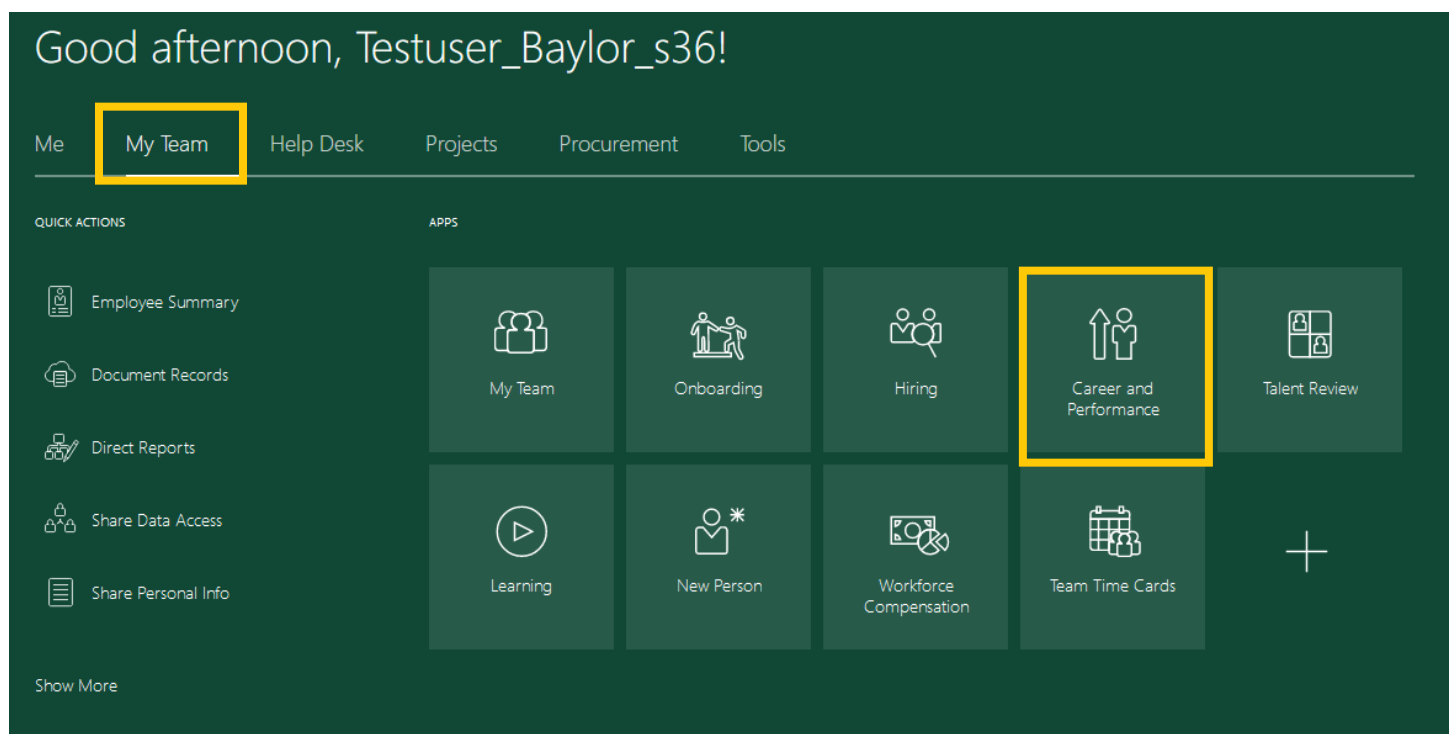 Good afternoon, Testuser_Baylor_s36!
Me My Team Help Desk Projects Procurement Tools
QUICK ACTIONS
Employee Summary
Document Records
Direct Reports
Share Data Access
Share Personal Info
Show More
APPS
My Team
Onboarding
Hiring
Career and
Performance
Talent Review
Learning
New Person
Workforce
Compensation
Team Time Cards